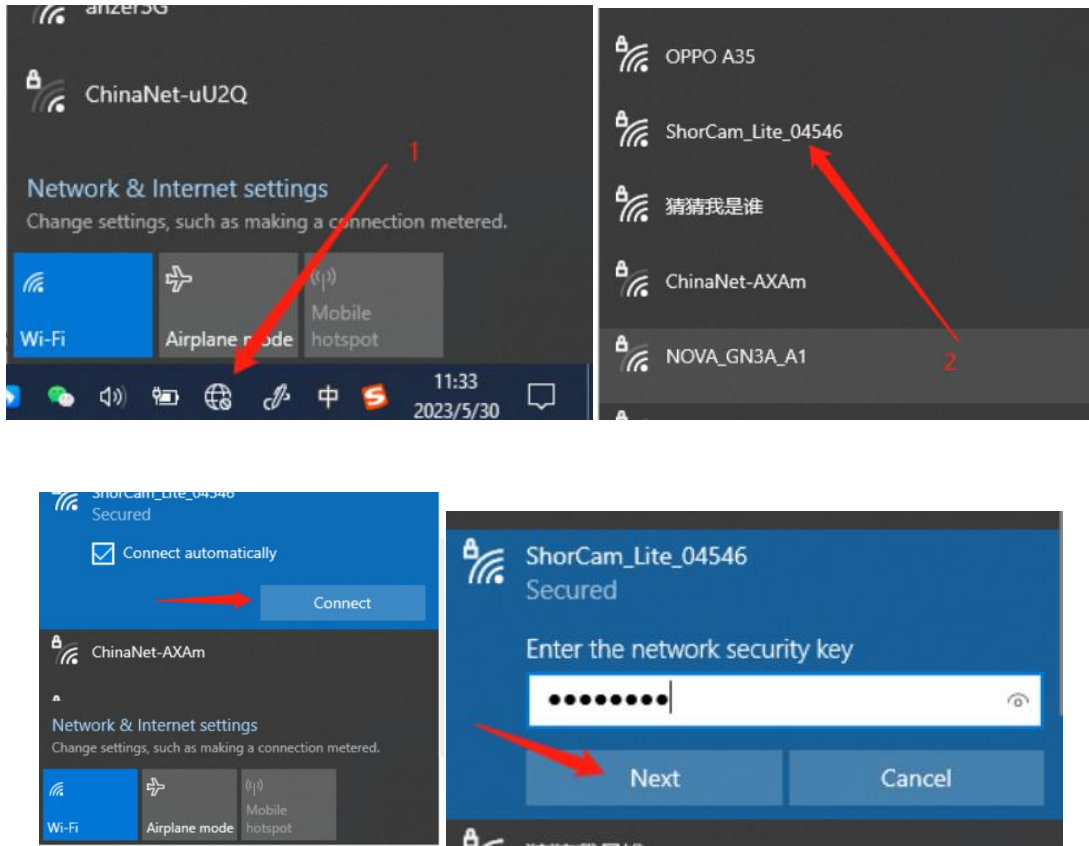 anzer5G
ChinaNet-uU2Q
1
Network & Internet settings
Change settings, such as making a connection metered.
Wi-Fi
Airplane mode
Mobile
hotspot
中
11:33
2023/5/30
OPPO A35
ShorCam_Lite_04546
猜猜我是谁
ChinaNet-AXAm
NOVA_GN3A_A1
2
ShorCam_Lite_04546
Secured
Connect automatically
Connect
ChinaNet-AXAm
Network & Internet settings
Change settings, such as making a connection metered.
Wi-Fi
Airplane mode
Mobile
hotspot
ShorCam_Lite_04546
Secured
Enter the network security key
Next
Cancel